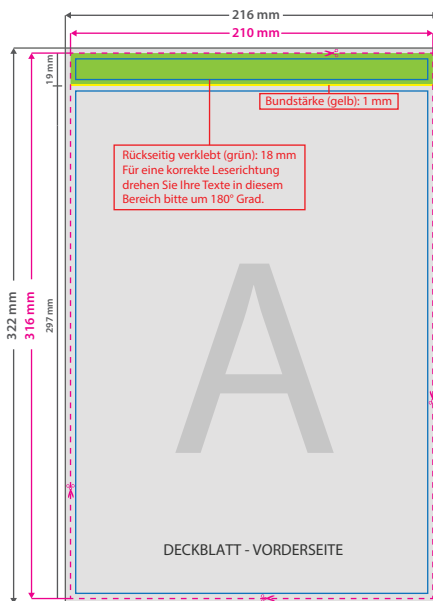 216 mm
210 mm
19 mm
Bundstärke (gelb): 1 mm
Rückseitig verklebt (grün): 18 mm
Für eine korrekte Leserichtung
drehen Sie Ihre Texte in diesem
Bereich bitte um 180° Grad.
322 mm
316 mm
297 mm
A
DECKBLATT - VORDERSEITE